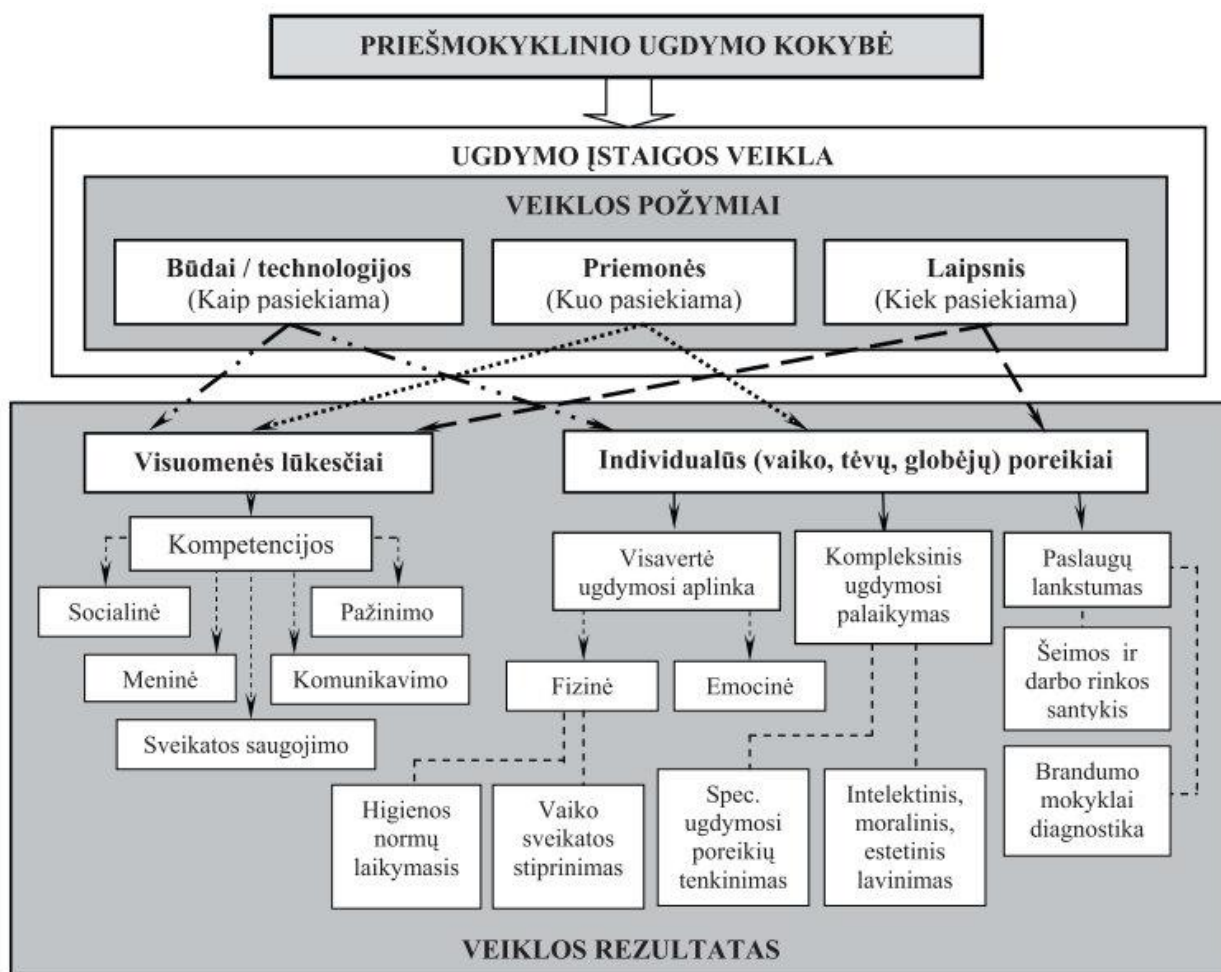 PRIEŠMOKYKLINIO UGDYMO KOKYBĖ
UGDYMO ĮSTAIGOS VEIKLA
VEIKLOS POŽYMIAI
Būdai / technologijos
(Kaip pasiekiama)
Priemonės
(Kuo pasiekiama)
Laipsnis
(Kiek pasiekiama)
Visuomenės lūkesčiai
Individualūs (vaiko, tėvų, globėjų) poreikiai
Kompetencijos
Socialinė
Pažinimo
Meninė
Komunikavimo
Sveikatos saugojimo
Visavertė
ugdymosi aplinka
Fizinė
Emocinė
Higienos
normų
laikymasis
Vaiko
sveikatos
stiprinimas
Kompleksinis
ugdymosi
palaikymas
Spec.
ugdymosi
poreikių
tenkinimas
Intelektinis,
moralinis,
estetinis
lavinimas
Paslaugų
lankstumas
Šeimos ir
darbo rinkos
santykis
Brandumo
mokyklai
diagnostika
VEIKLOS REZULTATAS